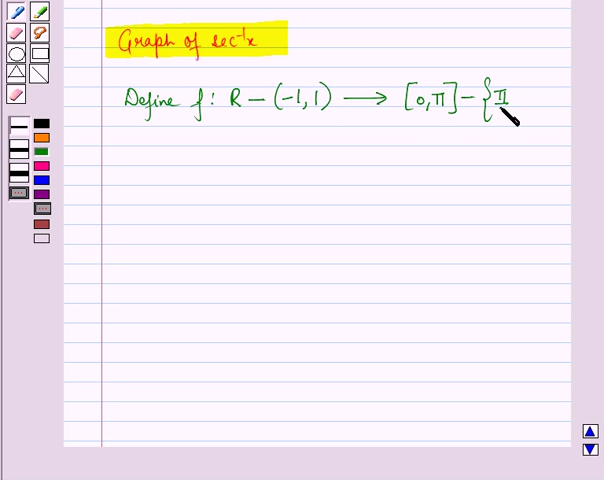 Graph of sec⁻¹x
Define f : R − (−1, 1) ⟶ [0, π] − {π